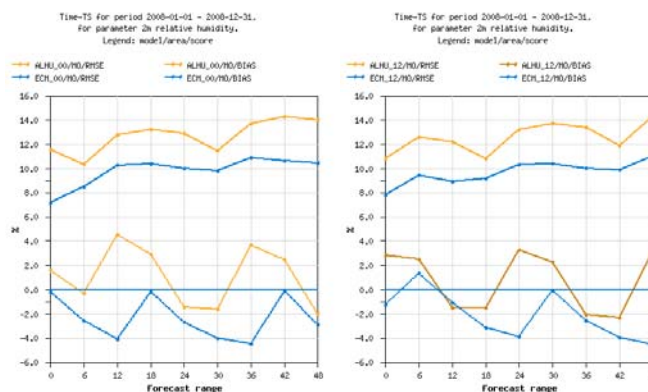 Time-TS for period 2008-01-01 - 2008-12-31.
for parameter 2m relative humidity.
Legend: model/area/score
ALHU_00/MO/RMSE
ALHU_00/MO/BIAS
ECM_00/MO/RMSE
ECM_00/MO/BIAS
16.0
14.0
12.0
10.0
8.0
6.0
4.0
2.0
0.0
-2.0
-4.0
-6.0
%
0 6 12 18 24 30 36 42 48
Forecast range
Time-TS for period 2008-01-01 - 2008-12-31.
for parameter 2m relative humidity.
Legend: model/area/score
ALHU_12/MO/RMSE
ALHU_12/MO/BIAS
ECM_12/MO/RMSE
ECM_12/MO/BIAS
16.0
14.0
12.0
10.0
8.0
6.0
4.0
2.0
0.0
-2.0
-4.0
-6.0
%
0 6 12 18 24 30 36 42
Forecast range